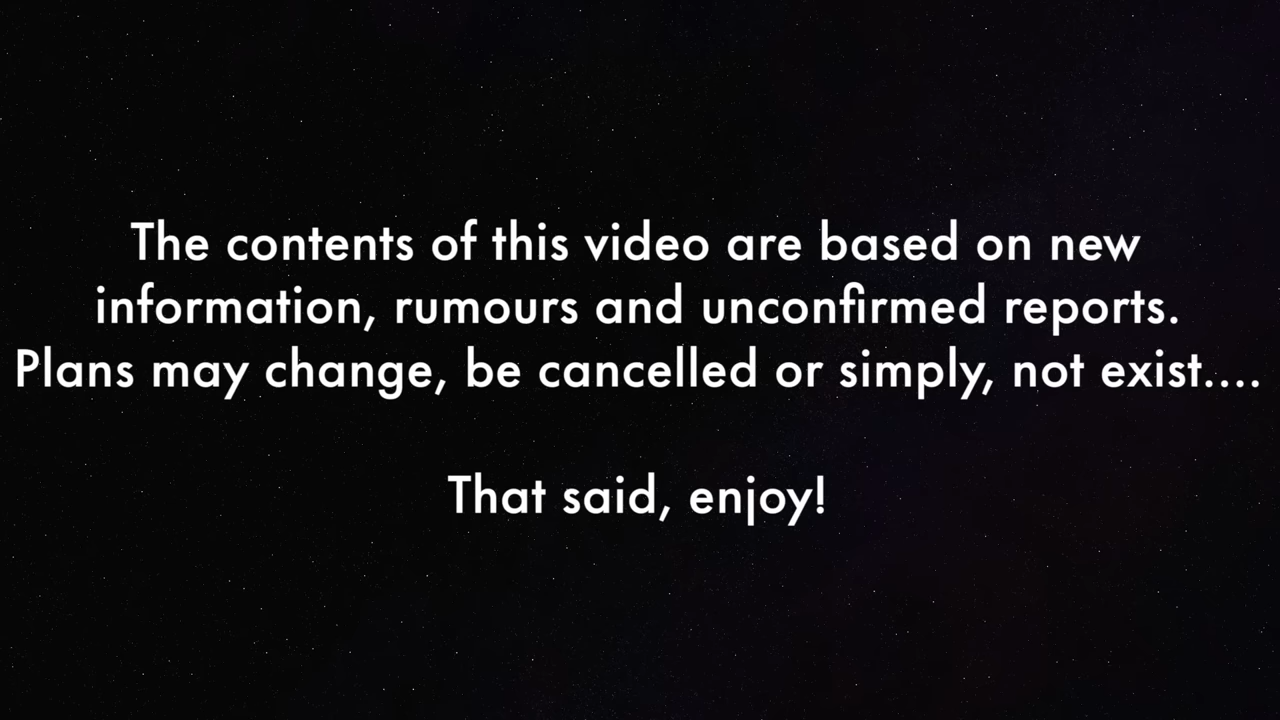 The contents of this video are based on new
information, rumours and unconfirmed reports.
Plans may change, be cancelled or simply, not exist....
That said, enjoy!